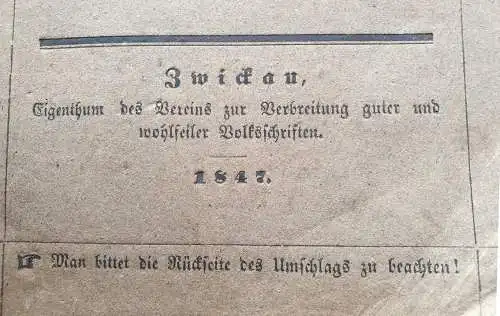 Zwickau,
Eigenthum des Vereins zur Verbreitung guter und
wohlfeiler Volksschriften.
1847.
☞ Man bittet die Rückseite des Umschlags zu beachten!